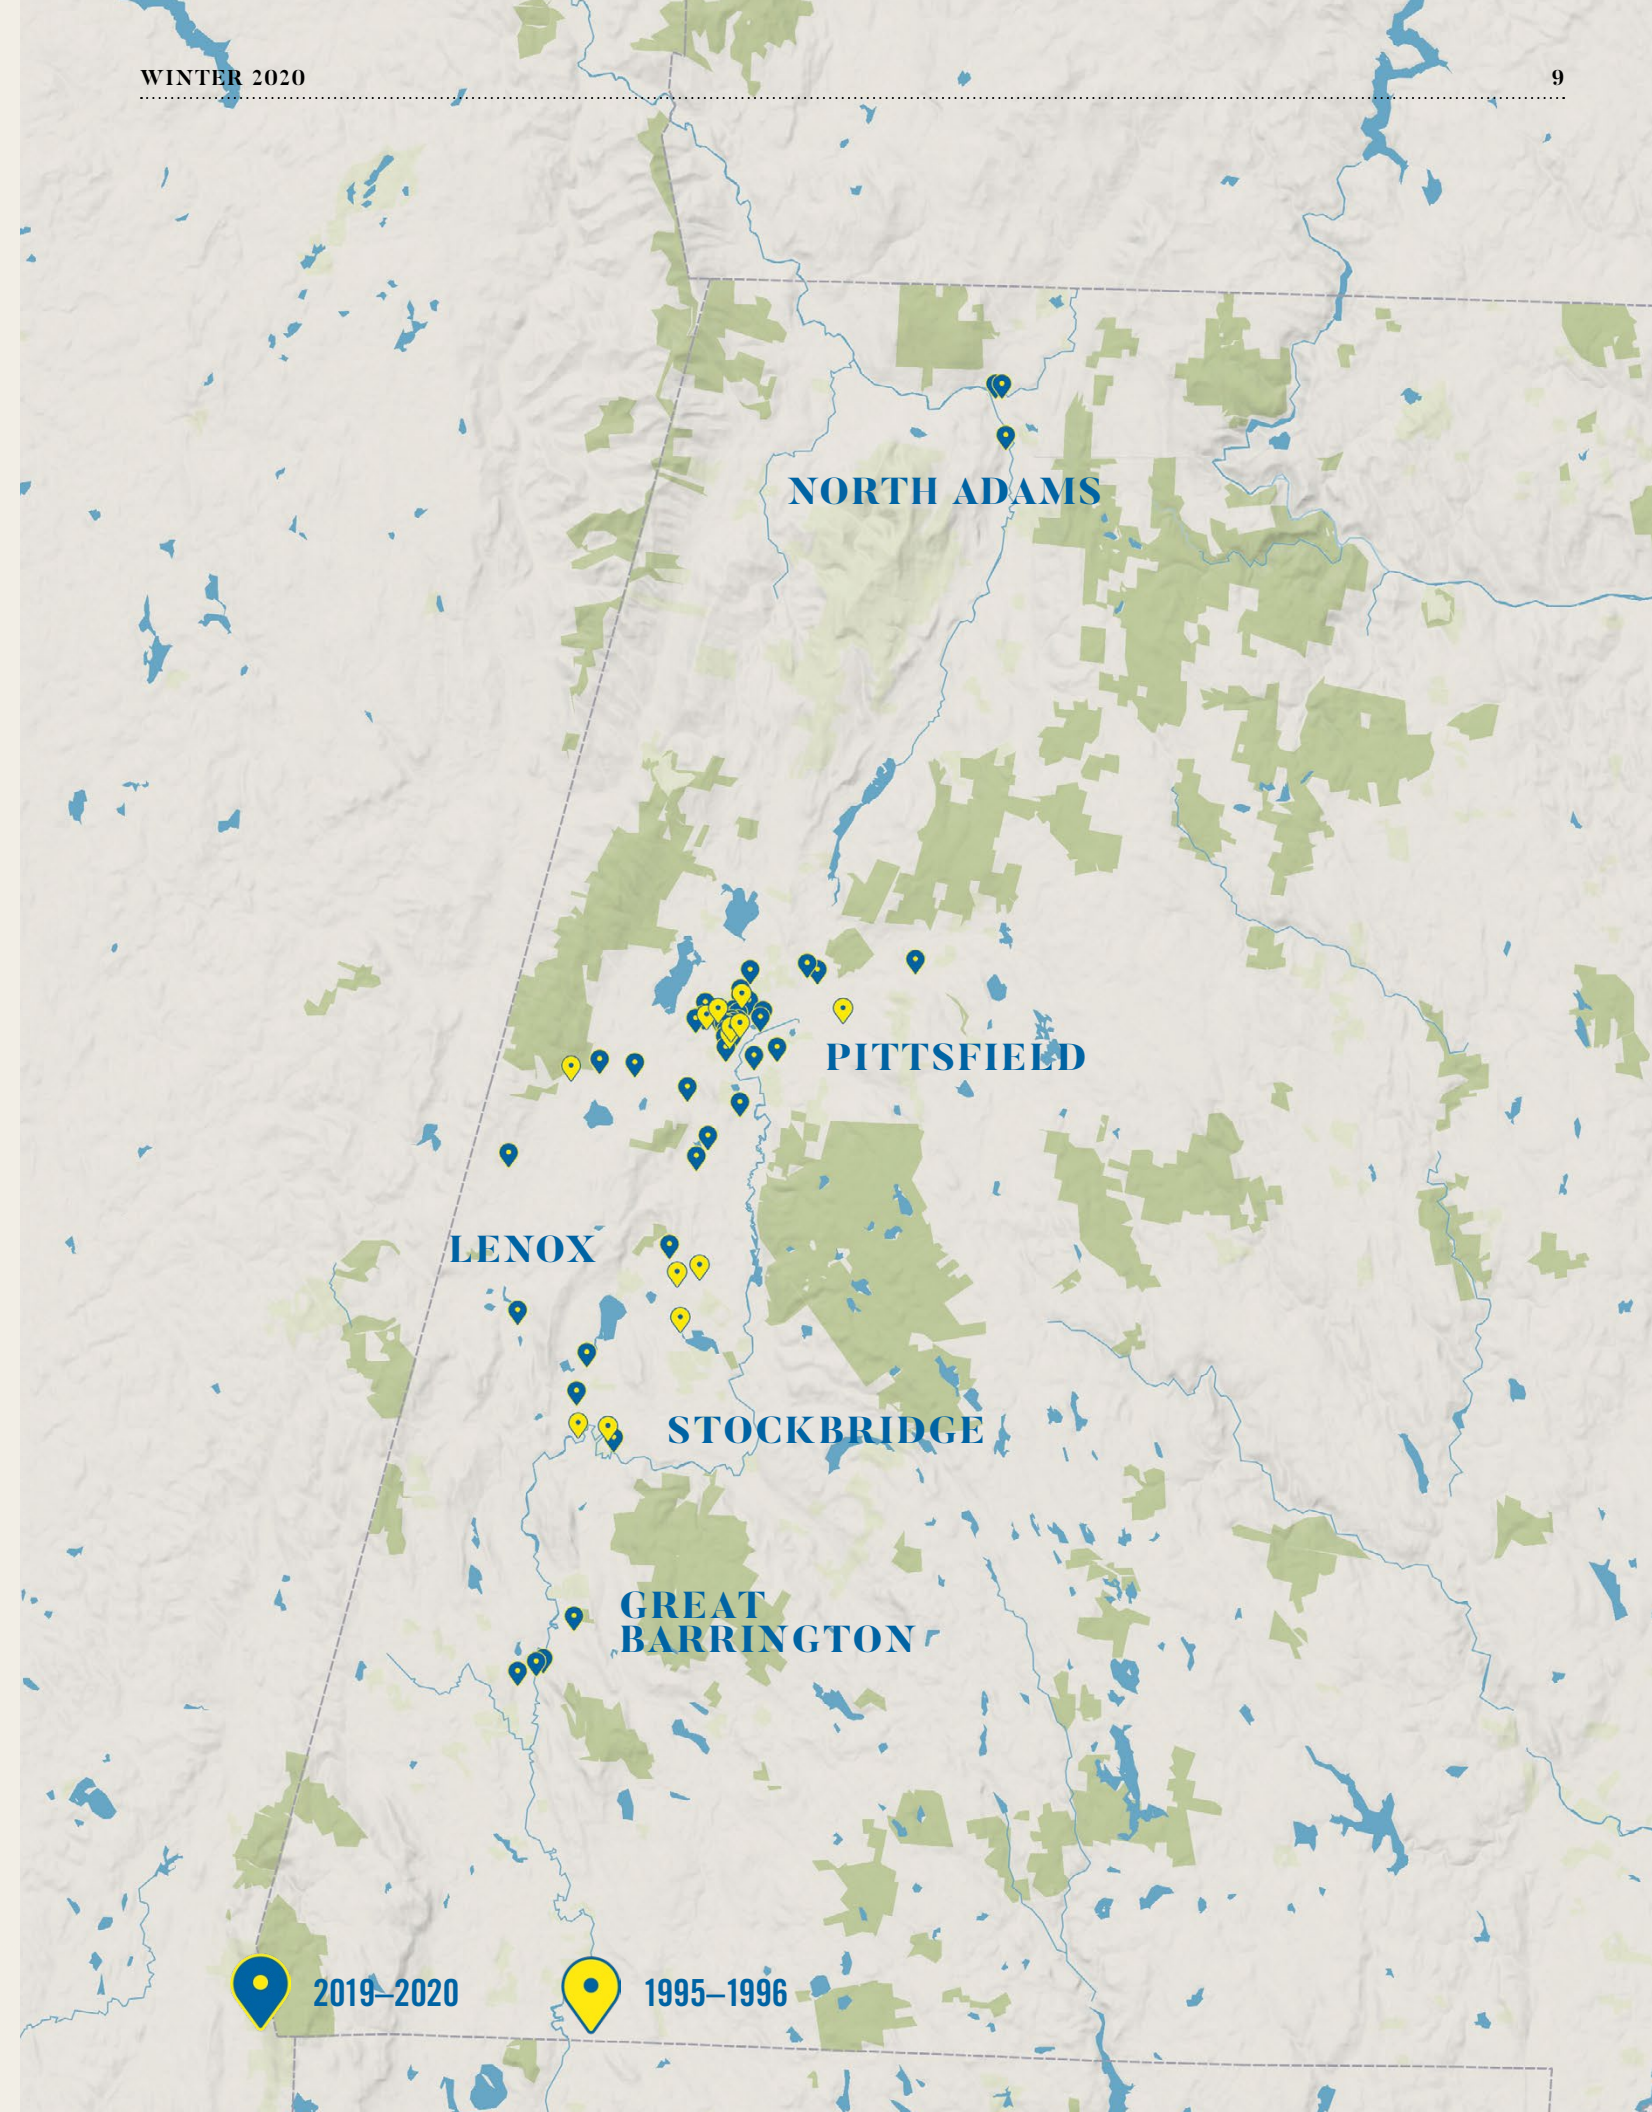 WINTER 2020
9
NORTH ADAMS
PITTSFIELD
LENOX
STOCKBRIDGE
GREAT
BARRINGTON
2019–2020
1995–1996